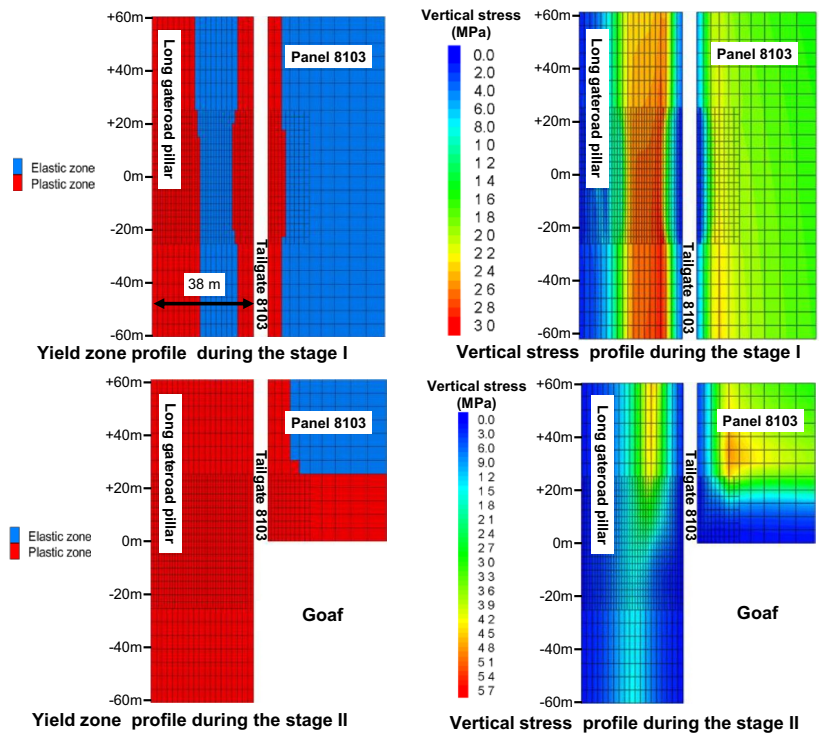 +60m
+40m
+20m
0m
-20m
-40m
-60m
Long gateroad pillar
Panel 8103
Tailgate 8103
38 m
Elastic zone
Plastic zone
Yield zone profile during the stage I
Vertical stress
(MPa)
0.0
2.0
4.0
6.0
8.0
10
12
14
16
18
20
22
24
26
28
30
+60m
+40m
+20m
0m
-20m
-40m
-60m
Long gateroad pillar
Panel 8103
Tailgate 8103
Vertical stress profile during the stage I
+60m
+40m
+20m
0m
-20m
-40m
-60m
Long gateroad pillar
Panel 8103
Tailgate 8103
Elastic zone
Plastic zone
Goaf
Yield zone profile during the stage II
Vertical stress
(MPa)
0.0
3.0
6.0
9.0
12
15
18
21
24
27
30
33
36
39
42
45
48
51
54
57
+60m
+40m
+20m
0m
-20m
-40m
-60m
Long gateroad pillar
Panel 8103
Tailgate 8103
Goaf
Vertical stress profile during the stage II